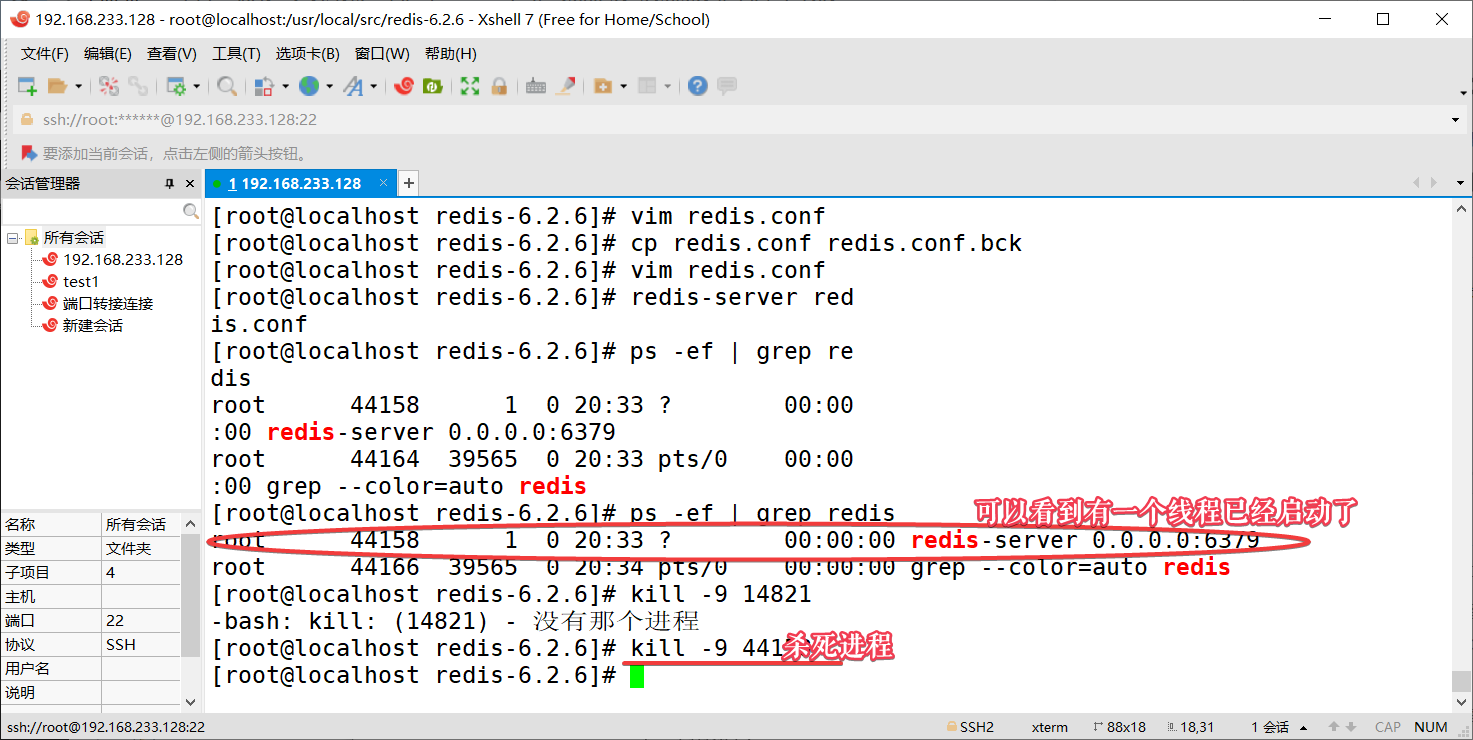 192.168.233.128 - root@localhost:/usr/local/src/redis-6.2.6 - Xshell 7 (Free for Home/School)
文件(F) 编辑(E) 查看(V) 工具(T) 选项卡(B) 窗口(W) 帮助(H)
ssh://root:******@192.168.233.128:22
要添加当前会话，点击左侧的箭头按钮。
会话管理器
所有会话
192.168.233.128
test1
端口转接连接
新建会话
名称 所有会话
类型 文件夹
子项目 4
主机
端口 22
协议 SSH
用户名
说明
1 192.168.233.128
[root@localhost redis-6.2.6]# vim redis.conf
[root@localhost redis-6.2.6]# cp redis.conf redis.conf.bck
[root@localhost redis-6.2.6]# vim redis.conf
[root@localhost redis-6.2.6]# redis-server red
is.conf
[root@localhost redis-6.2.6]# ps -ef | grep re
dis
root 44158 1 0 20:33 ? 00:00
:00 redis-server 0.0.0.0:6379
root 44164 39565 0 20:33 pts/0 00:00
:00 grep --color=auto redis
[root@localhost redis-6.2.6]# ps -ef | grep redis
可以看到有一个线程已经启动了
root 44158 1 0 20:33 ? 00:00:00 redis-server 0.0.0.0:6379
root 44166 39565 0 20:34 pts/0 00:00:00 grep --color=auto redis
[root@localhost redis-6.2.6]# kill -9 14821
-bash: kill: (14821) - 没有那个进程
[root@localhost redis-6.2.6]# kill -9
杀死进程
[root@localhost redis-6.2.6]#
ssh://root@192.168.233.128:22 SSH2 xterm 88x18 18,31 1 会话 CAP NUM